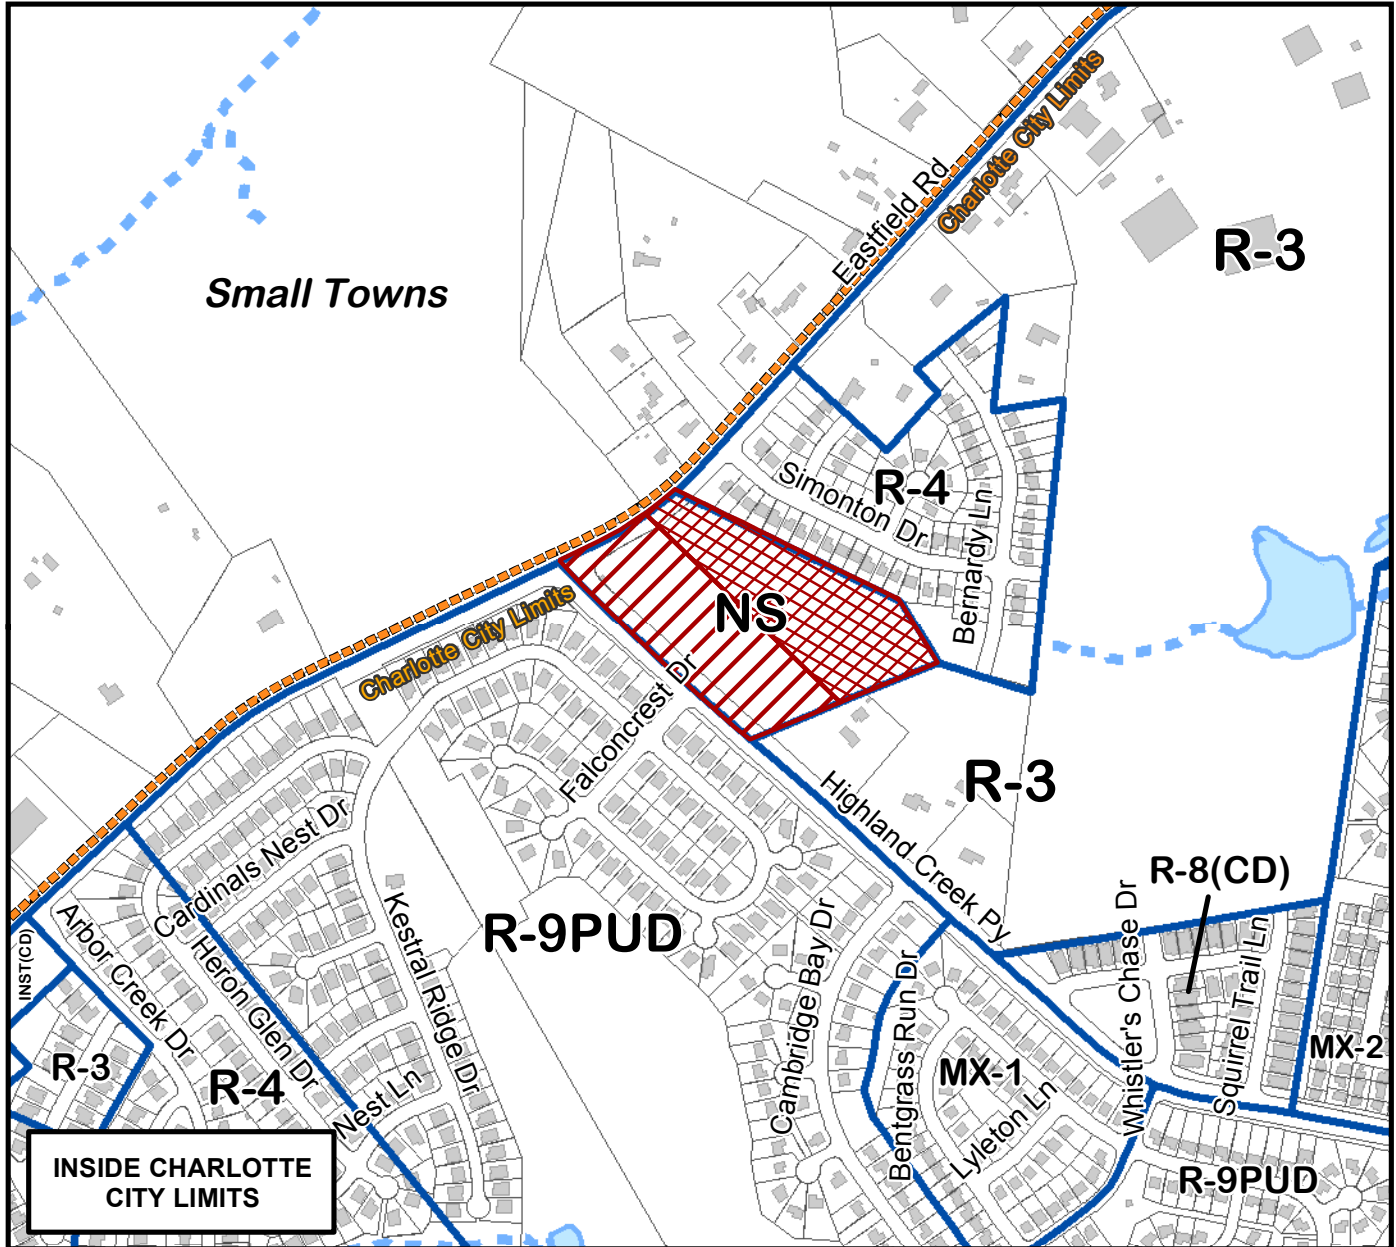 Charlotte City Limits
Eastfield Rd
R-3
Small Towns
R-4
Simonton Dr
Bernardy Ln
NS
Charlotte City Limits
Falconcrest Dr
Highland Creek Py
R-3
Cardinals Nest Dr
R-8(CD)
Arbor Creek Dr
Heron Glen Dr
Kestral Ridge Dr
R-9PUD
Cambridge Bay Dr
Bentgrass Run Dr
Whistler's Chase Dr
Squirrel Trail Ln
INST(CD)
R-3
R-4
Nest Ln
MX-1
Lyleton Ln
MX-2
R-9PUD
INSIDE CHARLOTTE
CITY LIMITS